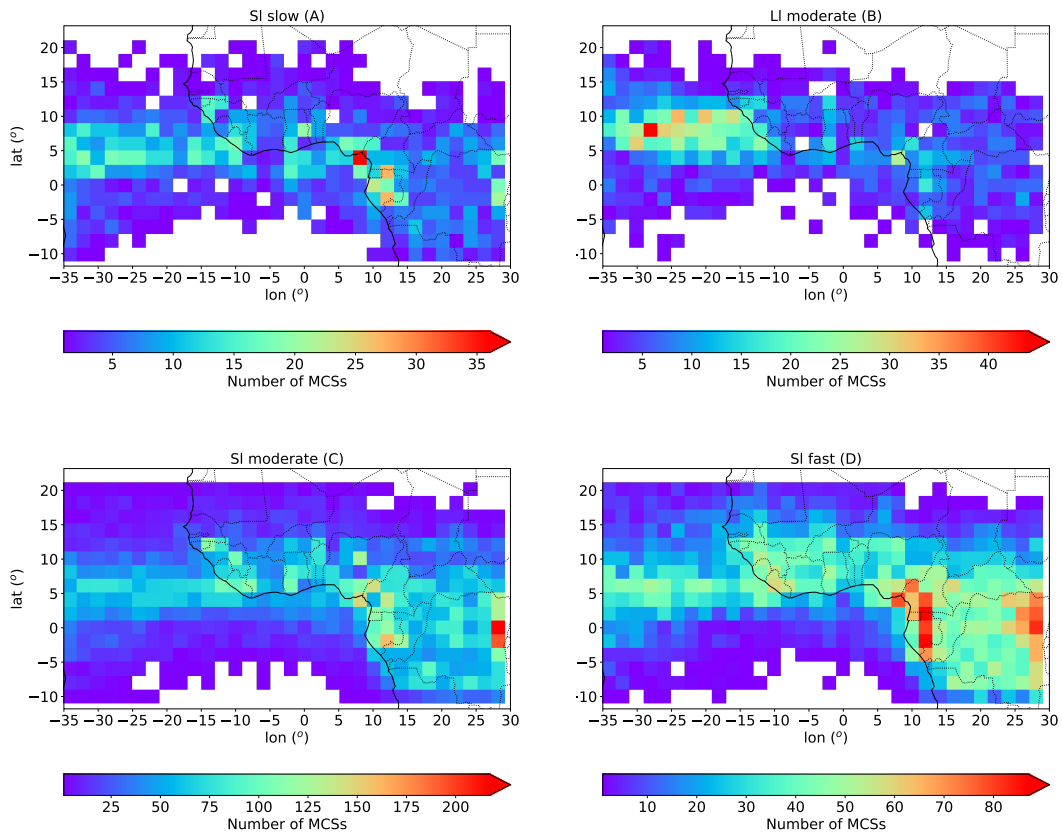 Sl slow (A)
20
15
10
5
0
−5
−10
lat (°)
−35 −30 −25 −20 −15 −10 −5 0 5 10 15 20 25 30
lon (°)
5 10 15 20 25 30 35
Number of MCSs
Ll moderate (B)
20
15
10
5
0
−5
·10
−35 −30 −25 −20 −15 −10 −5 0 5 10 15 20 25 30
lon (°)
5 10 15 20 25 30 35 40
Number of MCSs
Sl moderate (C)
20
15
10
5
0
−5
−10
lat (°)
−35 −30 −25 −20 −15 −10 −5 0 5 10 15 20 25 30
lon (°)
25 50 75 100 125 150 175 200
Number of MCSs
Sl fast (D)
20
15
10
5
0
−5
·10
−35 −30 −25 −20 −15 −10 −5 0 5 10 15 20 25 30
lon (°)
10 20 30 40 50 60 70 80
Number of MCSs